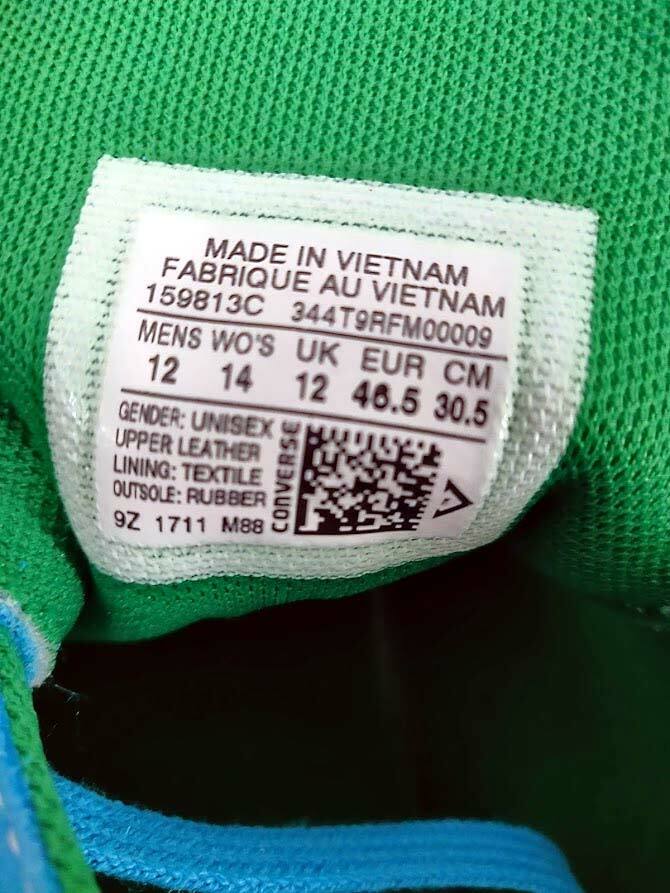 MADE IN VIETNAM
FABRIQUE AU VIETNAM
159813C 344T9RFM00009
MENS WO'S UK EUR CM
12 14 12 46.5 30.5
GENDER: UNISEX
UPPER LEATHER
LINING: TEXTILE
OUTSOLE: RUBBER
9Z 1711 M88
CONVERSE